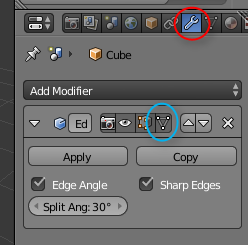 Cube
Add Modifier
Ed
Apply
Copy
Edge Angle
Sharp Edges
Split Ang: 30°